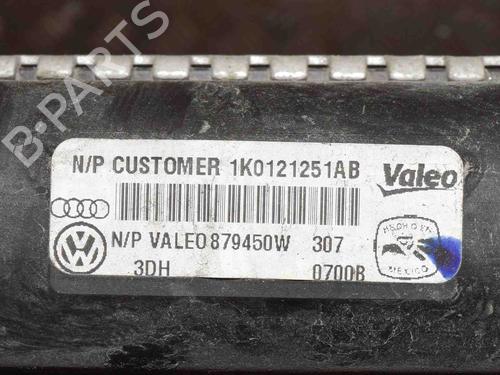 N/P CUSTOMER 1K0121251AB
Valeo
N/P VALEO 879450W 307
3DH 0700B
HECHO EN
MEXICO
B-PARTS